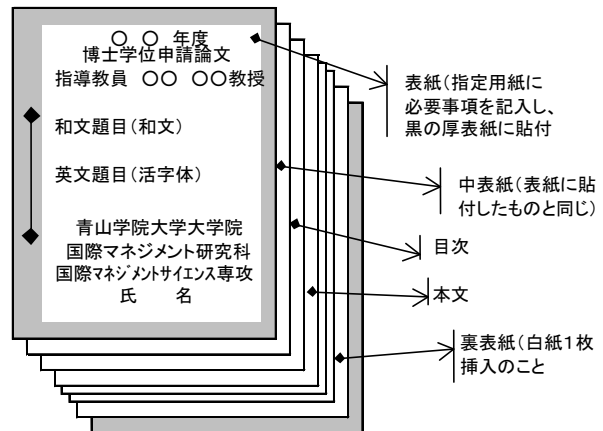 ○ ○ 年度
博士学位申請論文
指導教員 ○○ ○○教授
和文題目(和文)
英文題目(活字体)
青山学院大学大学院
国際マネジメント研究科
国際マネジメントサイエンス専攻
氏 名
表紙(指定用紙に
必要事項を記入し、
黒の厚表紙に貼付
中表紙(表紙に貼
付したものと同じ)
目次
本文
裏表紙(白紙1枚
挿入のこと